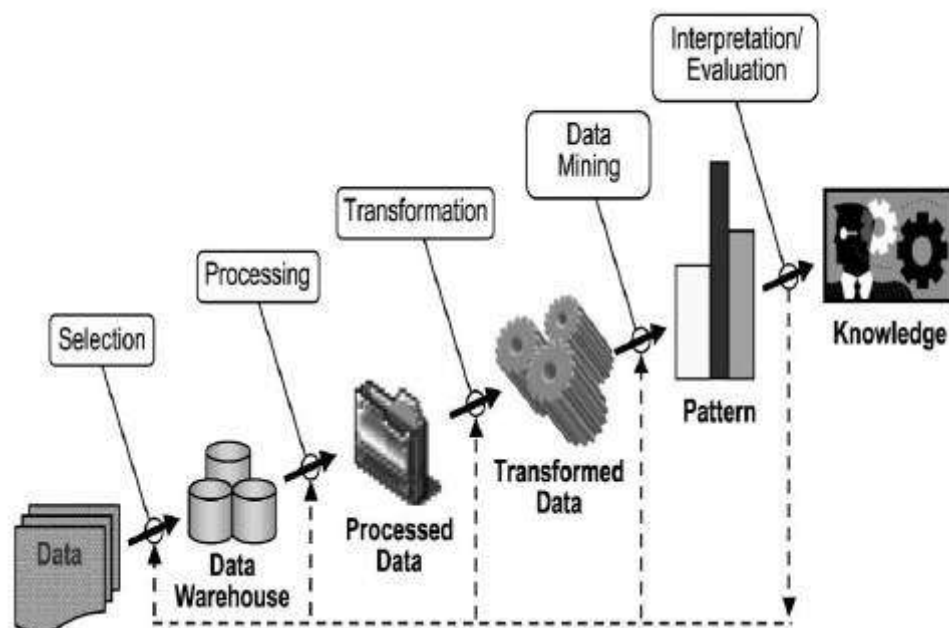 Interpretation/
Evaluation
Data
Mining
Transformation
Processing
Selection
Knowledge
Pattern
Transformed
Data
Processed
Data
Data
Warehouse
Data